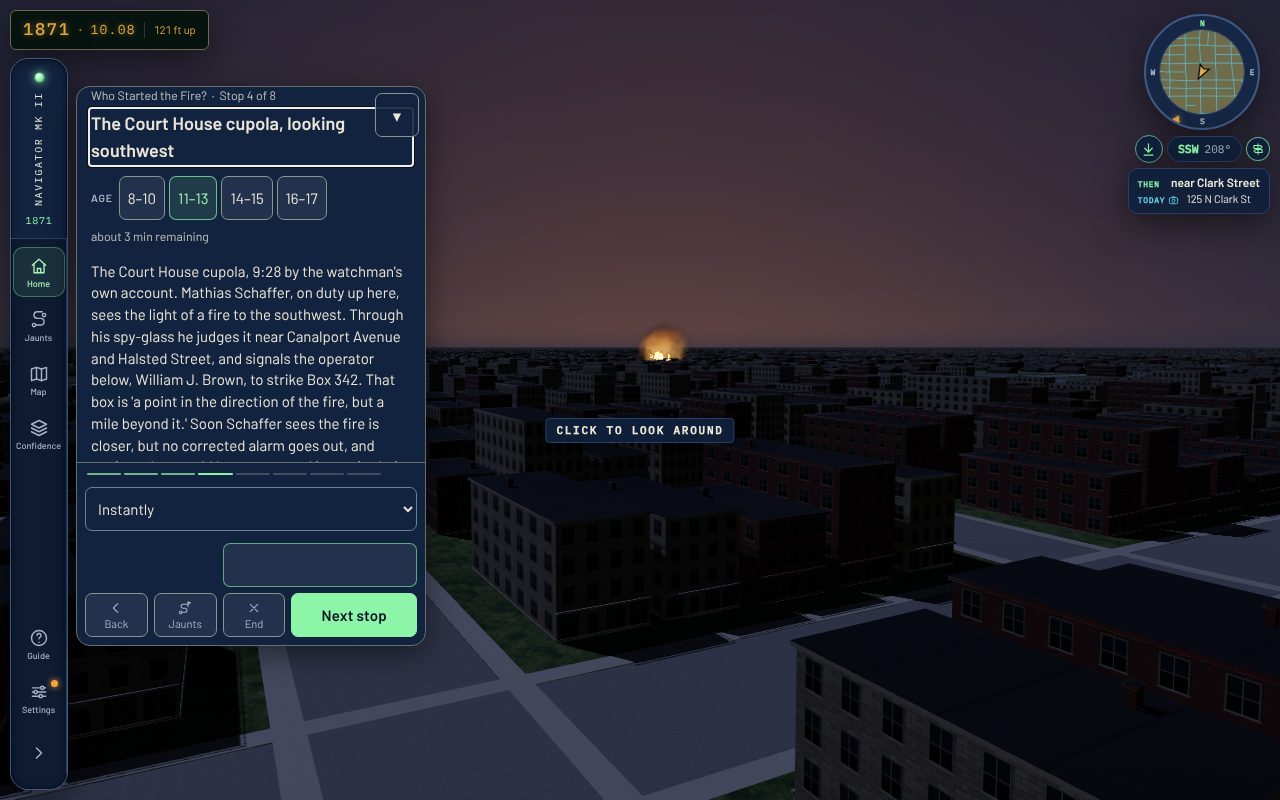 1871 · 10.08 121 ft up
NAVIGATOR MK II
1871
Home
Jaunts
Map
Confidence
Guide
Settings
Who Started the Fire? · Stop 4 of 8
The Court House cupola, looking
southwest
▼
AGE 8–10 11–13 14–15 16–17
about 3 min remaining
The Court House cupola, 9:28 by the watchman's
own account. Mathias Schaffer, on duty up here,
sees the light of a fire to the southwest. Through
his spy-glass he judges it near Canalport Avenue
and Halsted Street, and signals the operator
below, William J. Brown, to strike Box 342. That
box is 'a point in the direction of the fire, but a
mile beyond it.' Soon Schaffer sees the fire is
closer, but no corrected alarm goes out, and
Instantly
Back
Jaunts
End
Next stop
CLICK TO LOOK AROUND
N
W
E
S
SSW 208°
THEN near Clark Street
TODAY 125 N Clark St